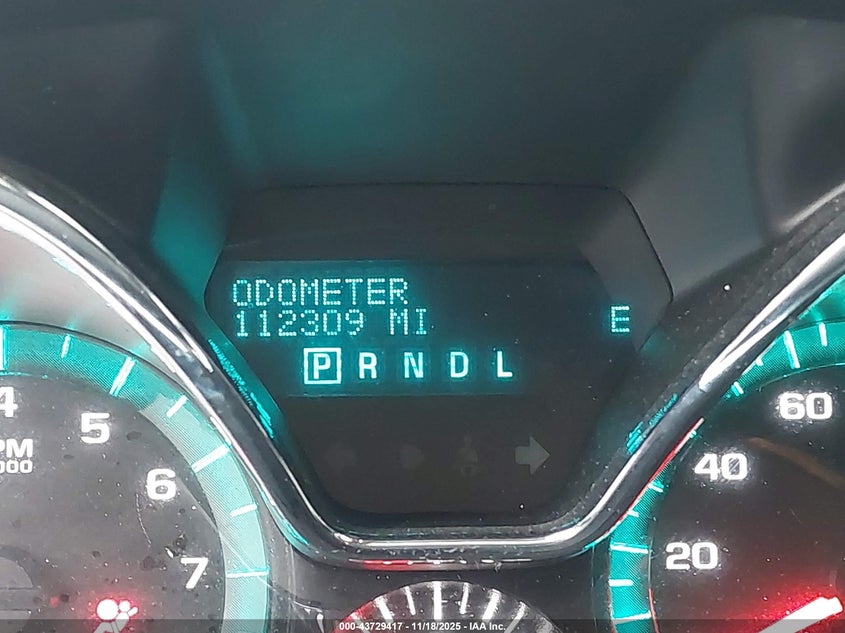 ODOMETER
112309 MI E
P R N D L
4 5 6 7
PM
000
60
40
20
000-43729417 - 11/18/2025 - IAA Inc.